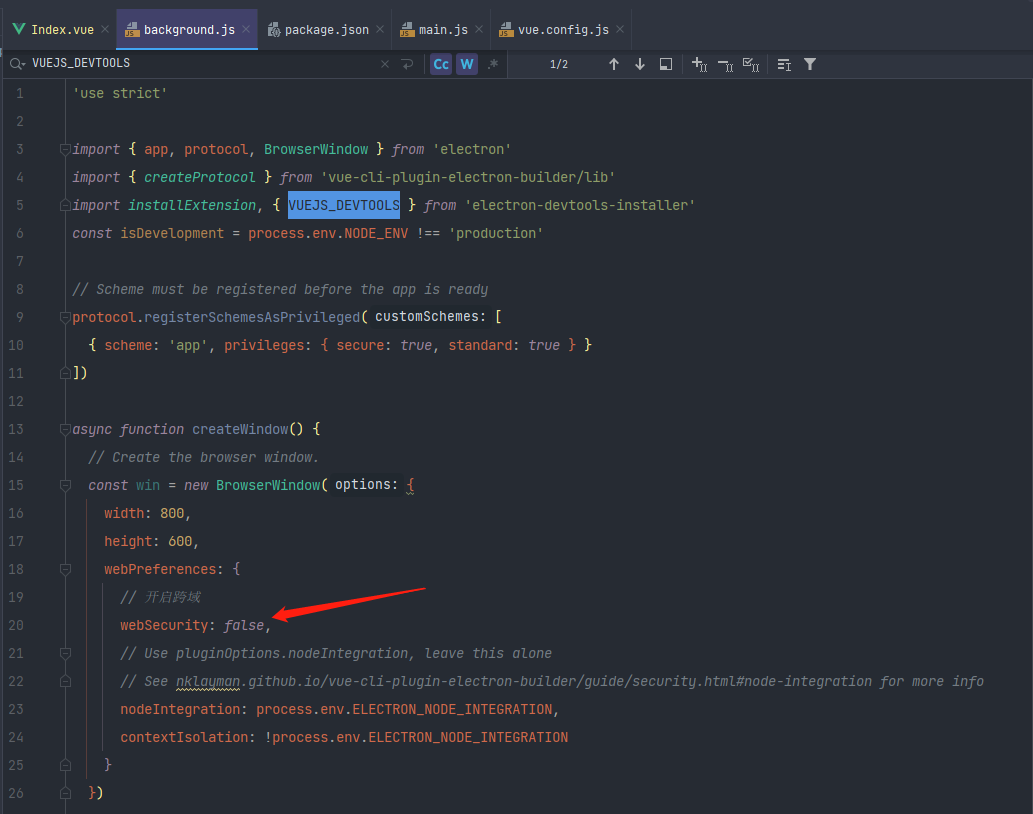 Index.vue background.js package.json main.js vue.config.js
VUEJS_DEVTOOLS Cc W .* 1/2
1 'use strict'
2
3 import { app, protocol, BrowserWindow } from 'electron'
4 import { createProtocol } from 'vue-cli-plugin-electron-builder/lib'
5 import installExtension, { VUEJS_DEVTOOLS } from 'electron-devtools-installer'
6 const isDevelopment = process.env.NODE_ENV !== 'production'
7
8 // Scheme must be registered before the app is ready
9 protocol.registerSchemesAsPrivileged( customSchemes: [
10 { scheme: 'app', privileges: { secure: true, standard: true } }
11 ])
12
13 async function createWindow() {
14 // Create the browser window.
15 const win = new BrowserWindow( options: {
16 width: 800,
17 height: 600,
18 webPreferences: {
19 // 开启跨域
20 webSecurity: false,
21 // Use pluginOptions.nodeIntegration, leave this alone
22 // See nklayman.github.io/vue-cli-plugin-electron-builder/guide/security.html#node-integration for more info
23 nodeIntegration: process.env.ELECTRON_NODE_INTEGRATION,
24 contextIsolation: !process.env.ELECTRON_NODE_INTEGRATION
25 }
26 })